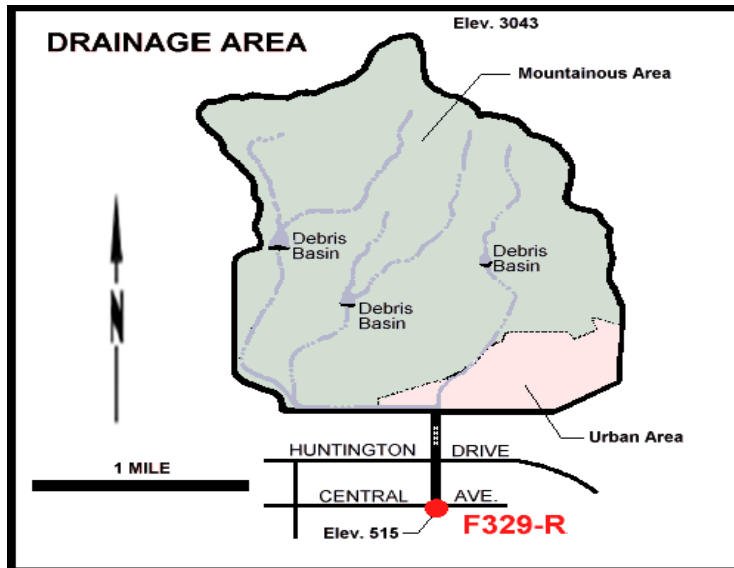 Elev. 3043
DRAINAGE AREA
Mountainous Area
Debris
Basin
Debris
Basin
Debris
Basin
N
Urban Area
HUNTINGTON DRIVE
1 MILE
CENTRAL AVE.
F329-R
Elev. 515